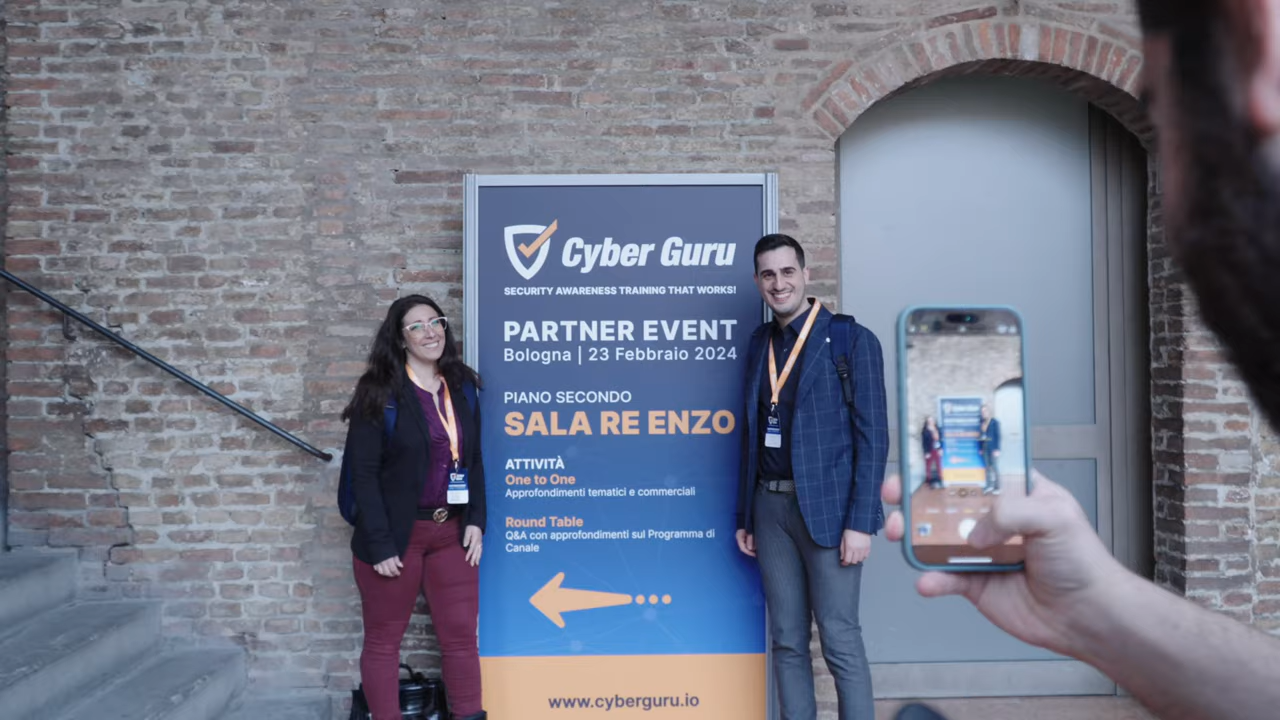 Cyber Guru
SECURITY AWARENESS TRAINING THAT WORKS!
PARTNER EVENT
Bologna | 23 Febbraio 2024
PIANO SECONDO
SALA RE ENZO
ATTIVITÀ
One to One
Approfondimenti tematici e commerciali
Round Table
Q&A con approfondimenti sul Programma di
Canale
www.cyberguru.io